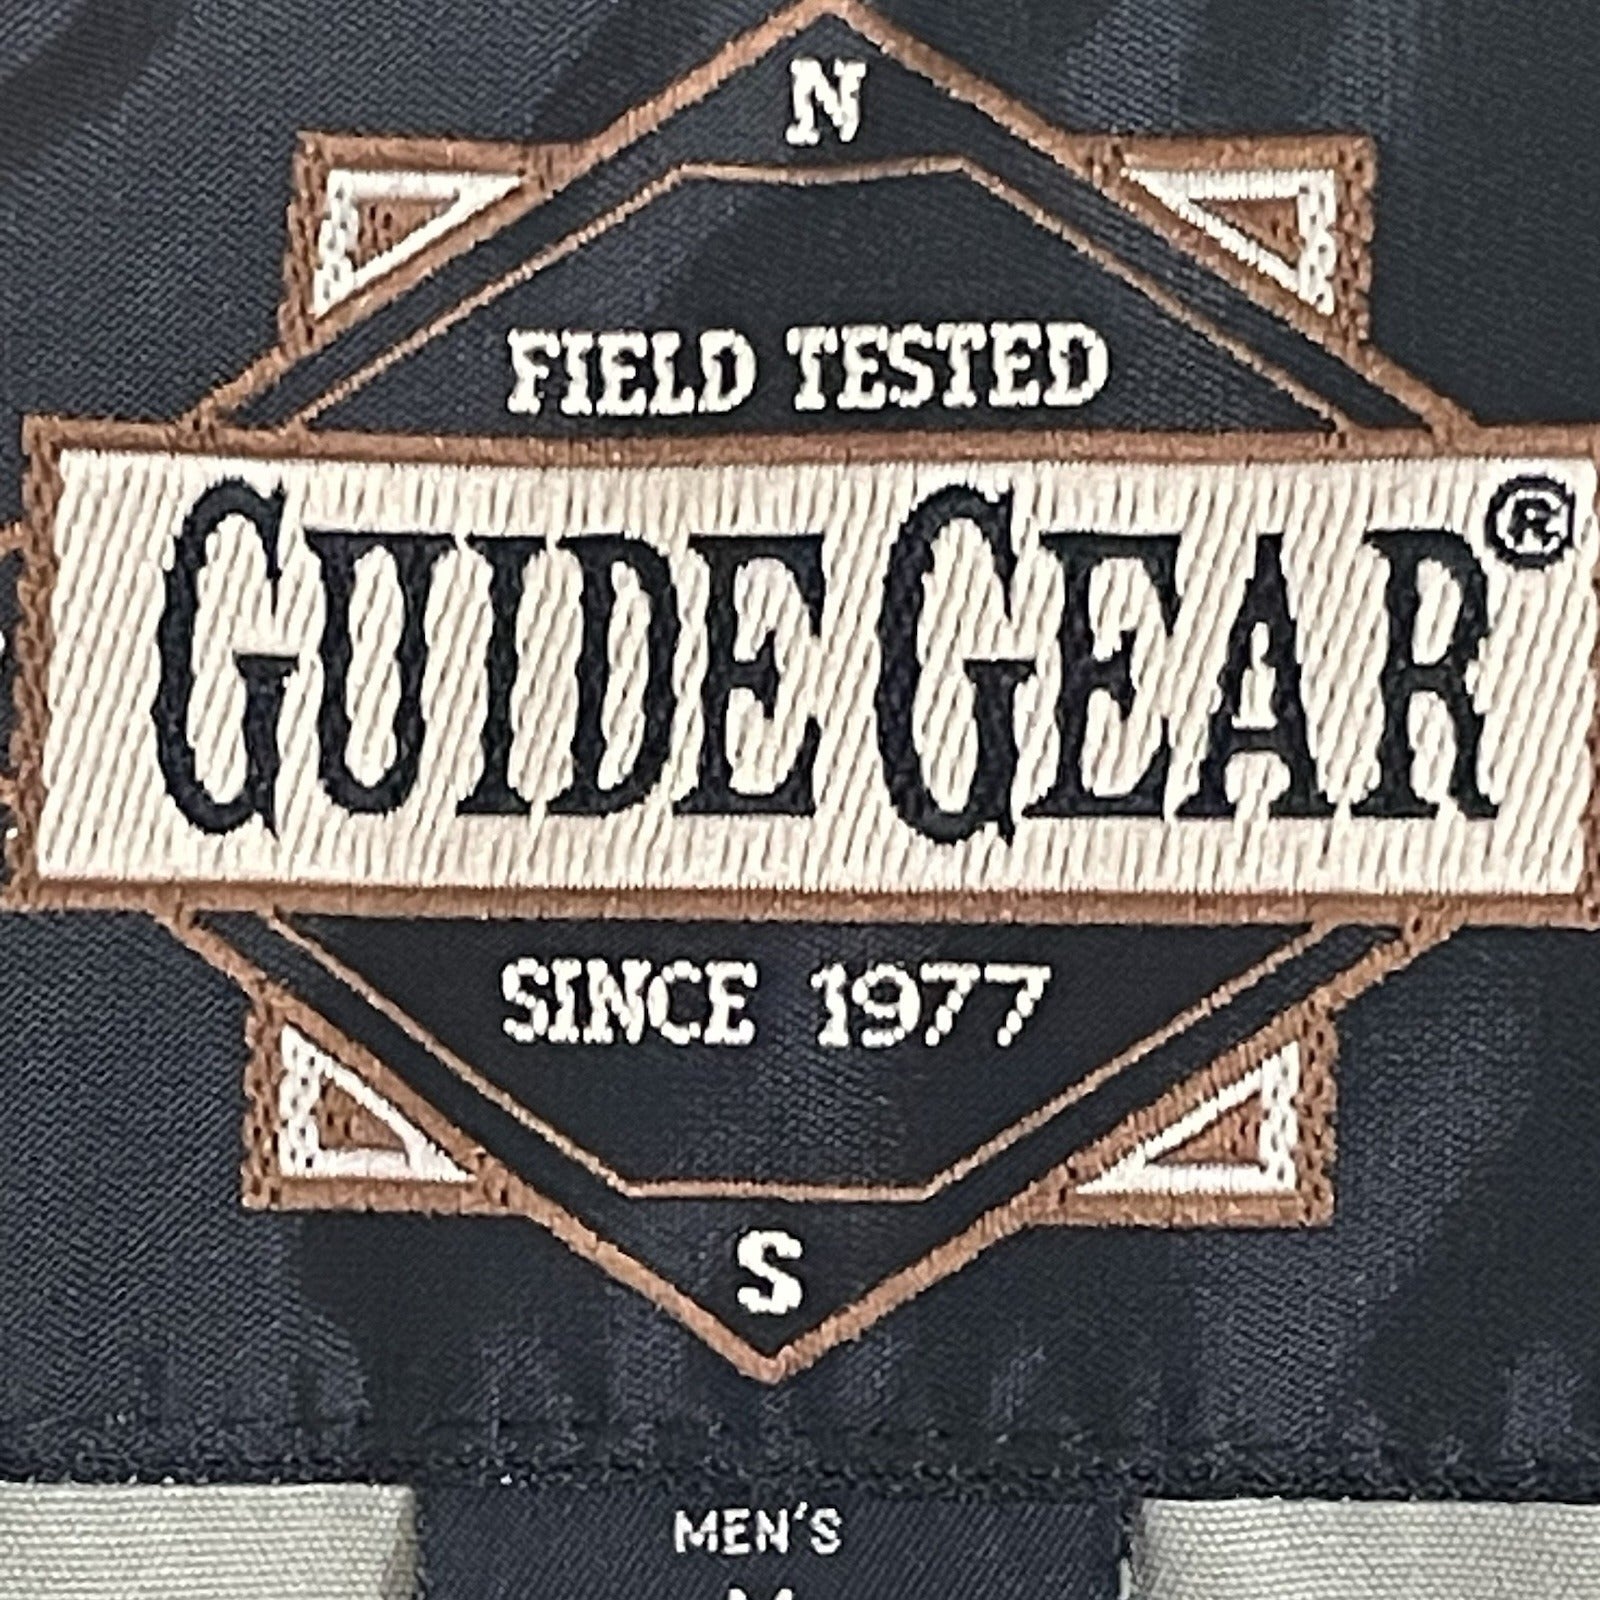 N
FIELD TESTED
GUIDE GEAR®
SINCE 1977
S
MEN'S